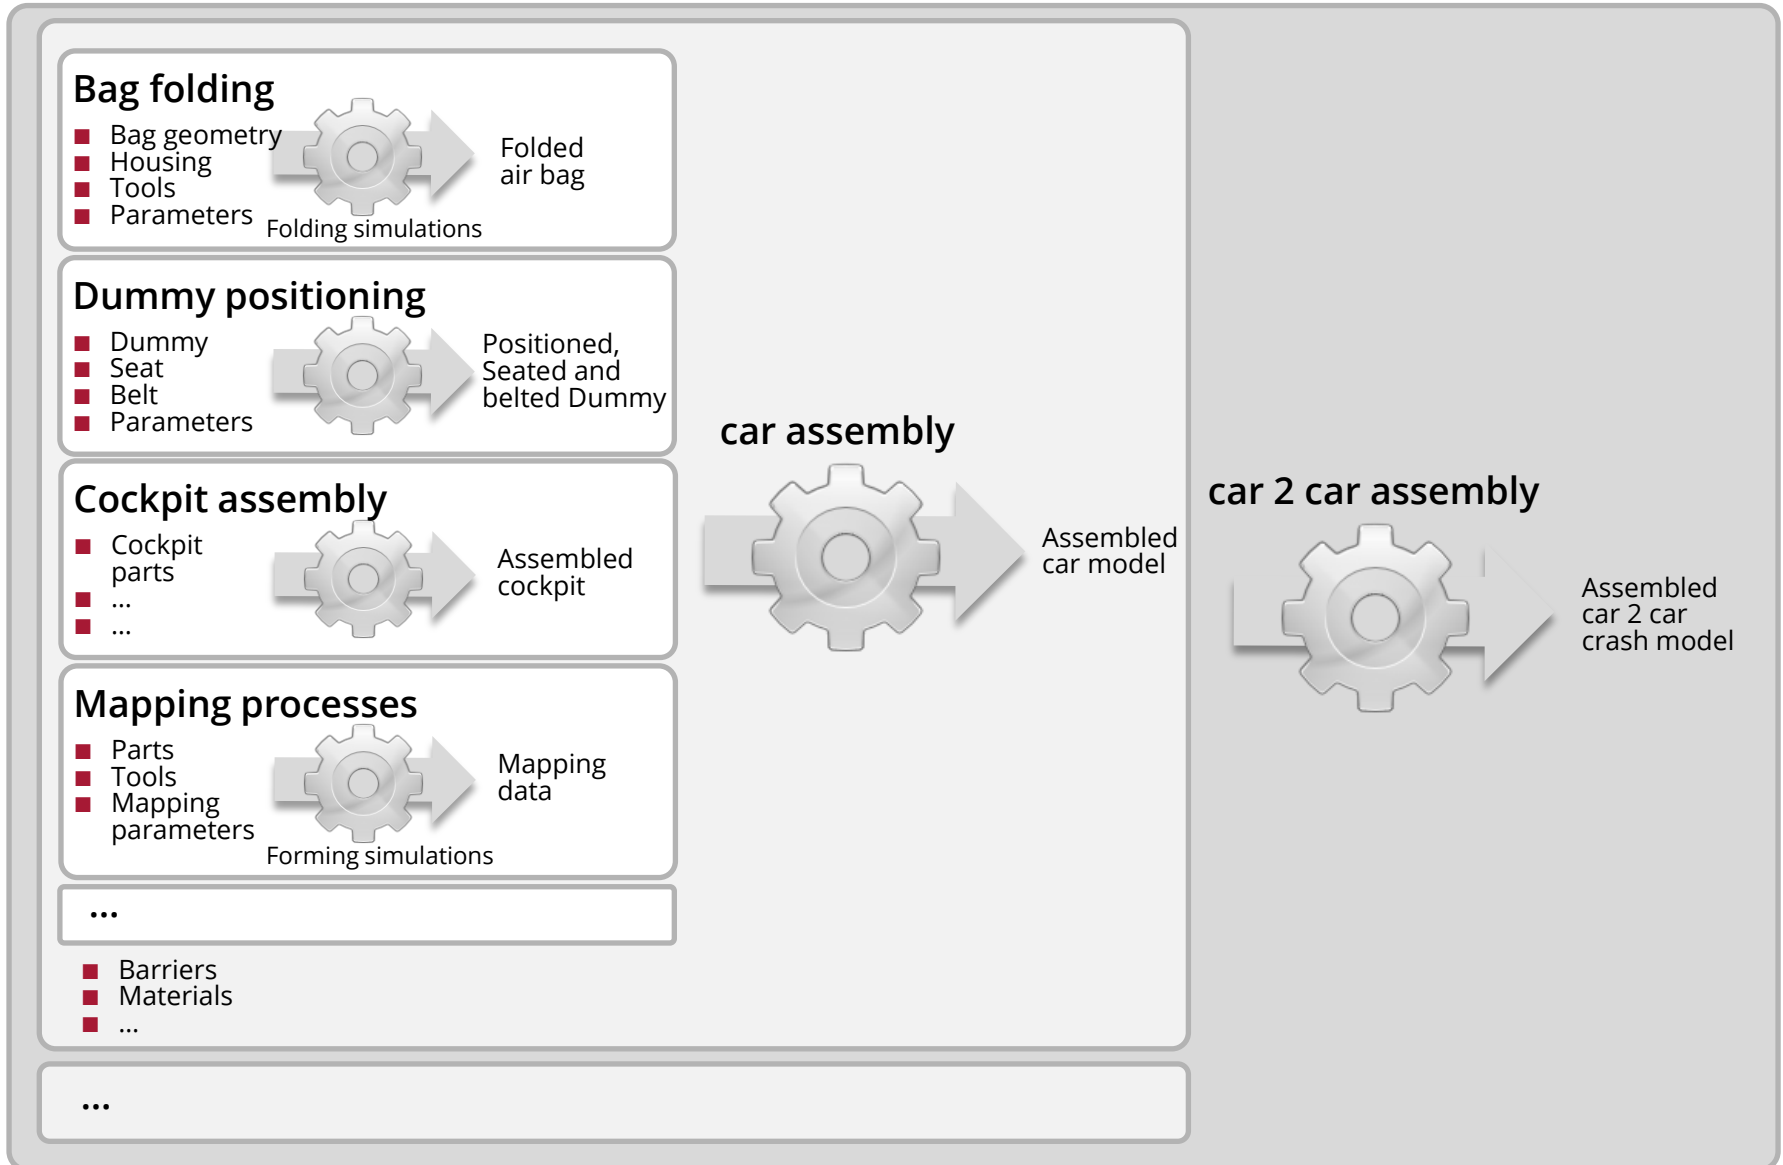 Bag folding
Bag geometry
Housing
Tools
Parameters
Folding simulations
Folded
air bag
Dummy positioning
Dummy
Seat
Belt
Parameters
Positioned,
Seated and
belted Dummy
Cockpit assembly
Cockpit
parts
...
...
Assembled
cockpit
Mapping processes
Parts
Tools
Mapping
parameters
Forming simulations
Mapping
data
...
Barriers
Materials
...
car assembly
Assembled
car model
...
car 2 car assembly
Assembled
car 2 car
crash model